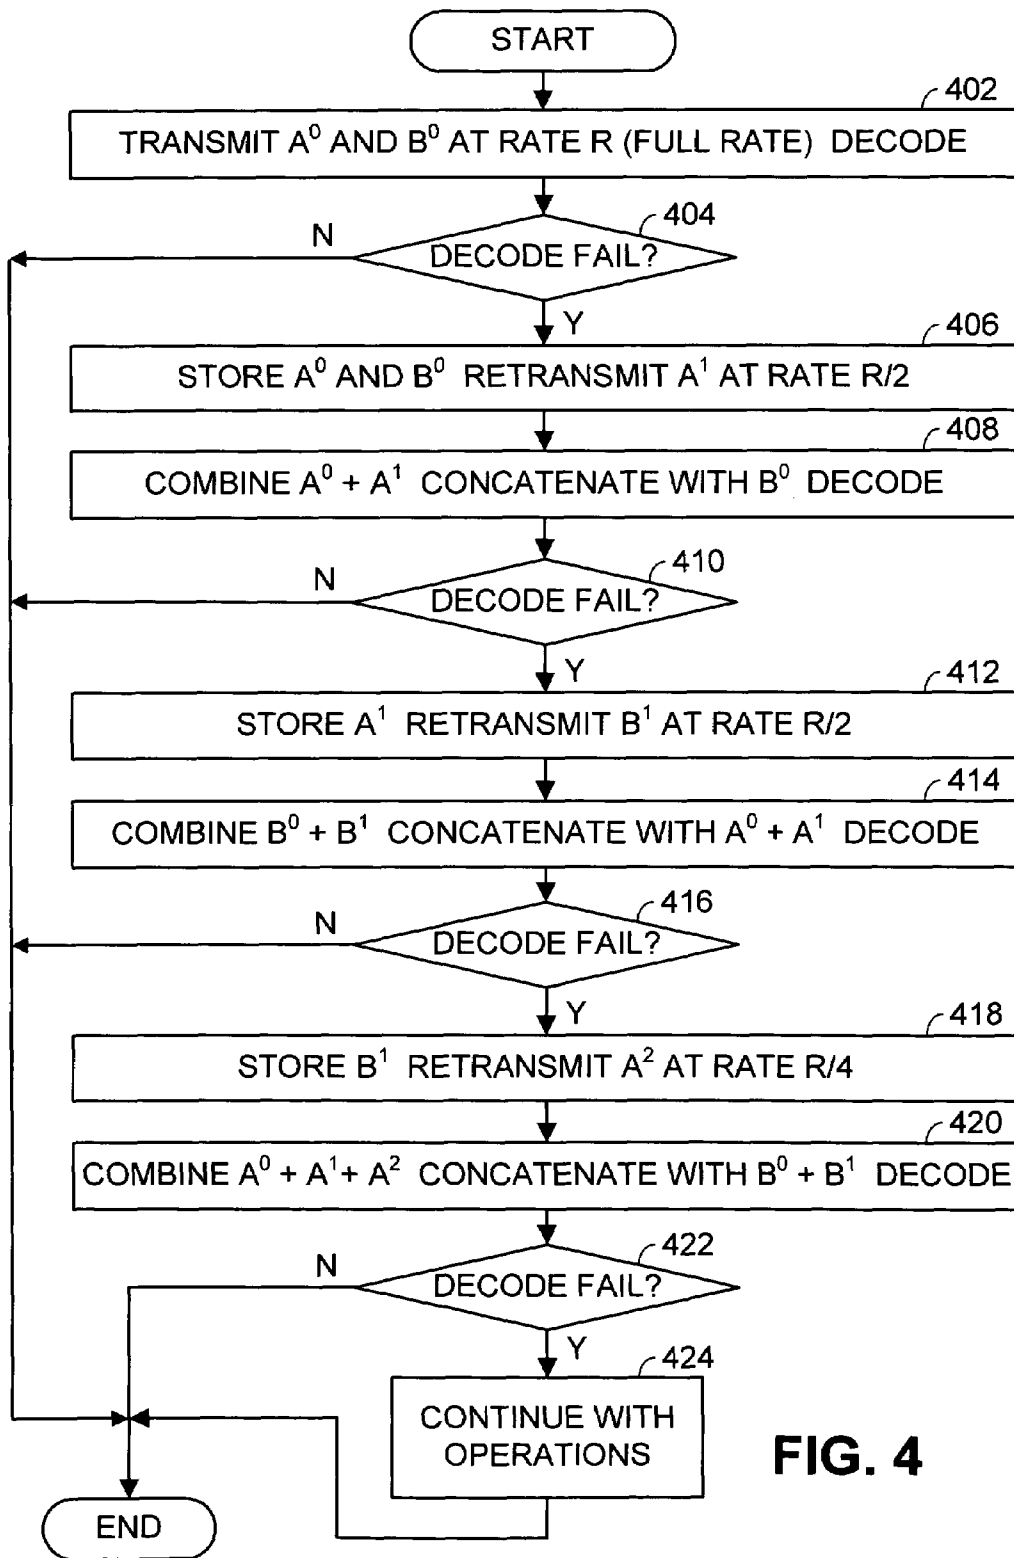 START
402
TRANSMIT A⁰ AND B⁰ AT RATE R (FULL RATE) DECODE
404
DECODE FAIL?
N
Y
406
STORE A⁰ AND B⁰ RETRANSMIT A¹ AT RATE R/2
408
COMBINE A⁰ + A¹ CONCATENATE WITH B⁰ DECODE
410
DECODE FAIL?
N
Y
412
STORE A¹ RETRANSMIT B¹ AT RATE R/2
414
COMBINE B⁰ + B¹ CONCATENATE WITH A⁰ + A¹ DECODE
416
DECODE FAIL?
N
Y
418
STORE B¹ RETRANSMIT A² AT RATE R/4
420
COMBINE A⁰ + A¹ + A² CONCATENATE WITH B⁰ + B¹ DECODE
422
DECODE FAIL?
N
Y
424
CONTINUE WITH
OPERATIONS
FIG. 4
END